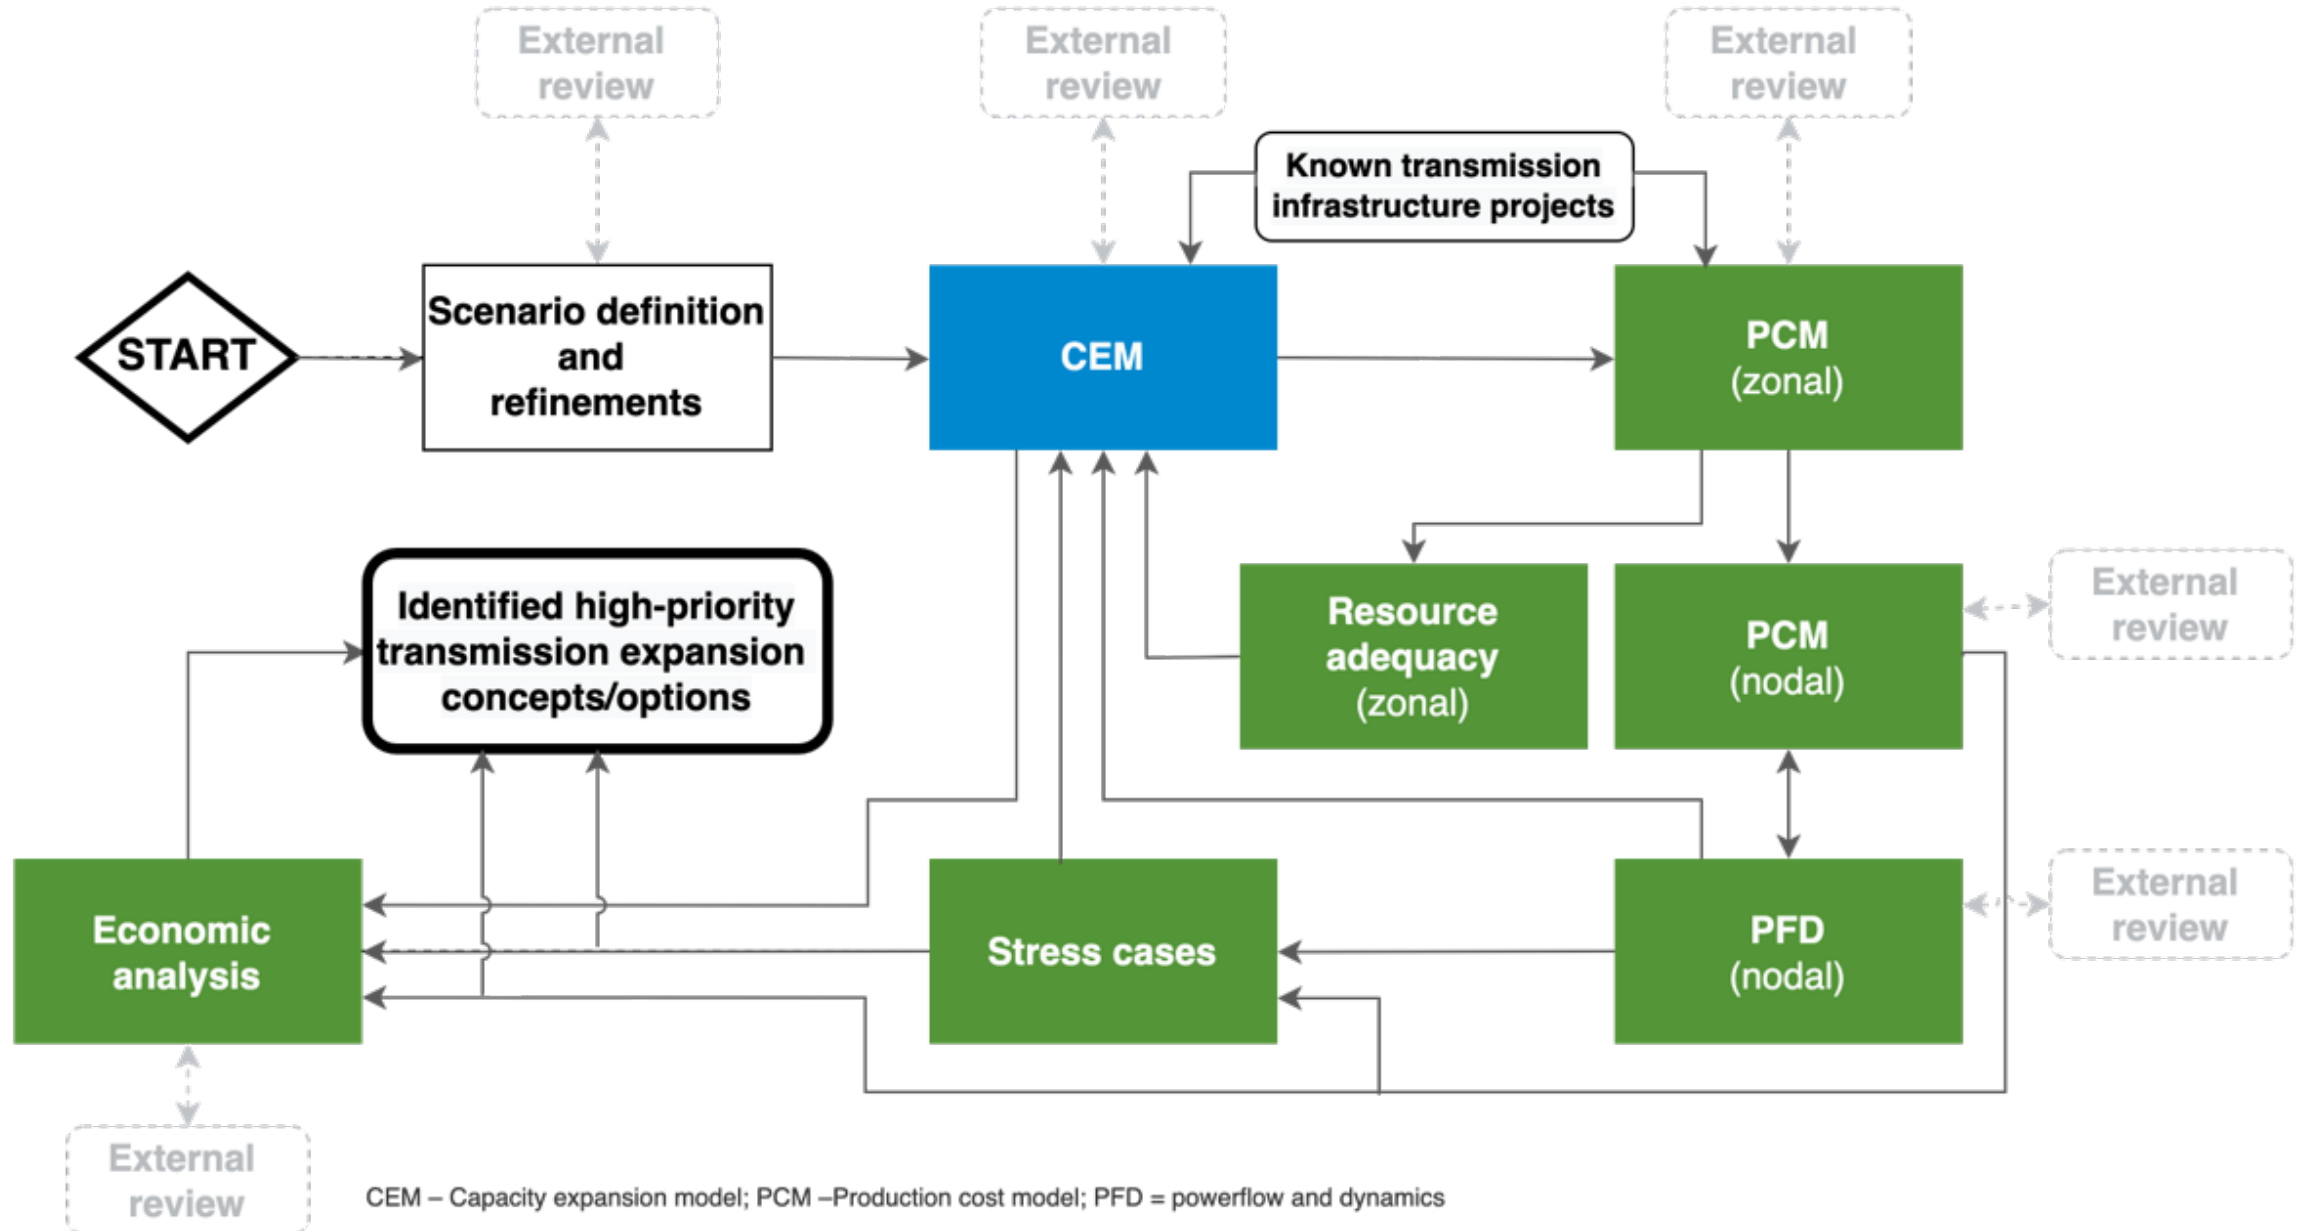 External
review
External
review
External
review
Known transmission
infrastructure projects
START
Scenario definition
and
refinements
CEM
PCM
(zonal)
Identified high-priority
transmission expansion
concepts/options
Resource
adequacy
(zonal)
PCM
(nodal)
External
review
Economic
analysis
Stress cases
PFD
(nodal)
External
review
External
review
CEM – Capacity expansion model; PCM –Production cost model; PFD = powerflow and dynamics